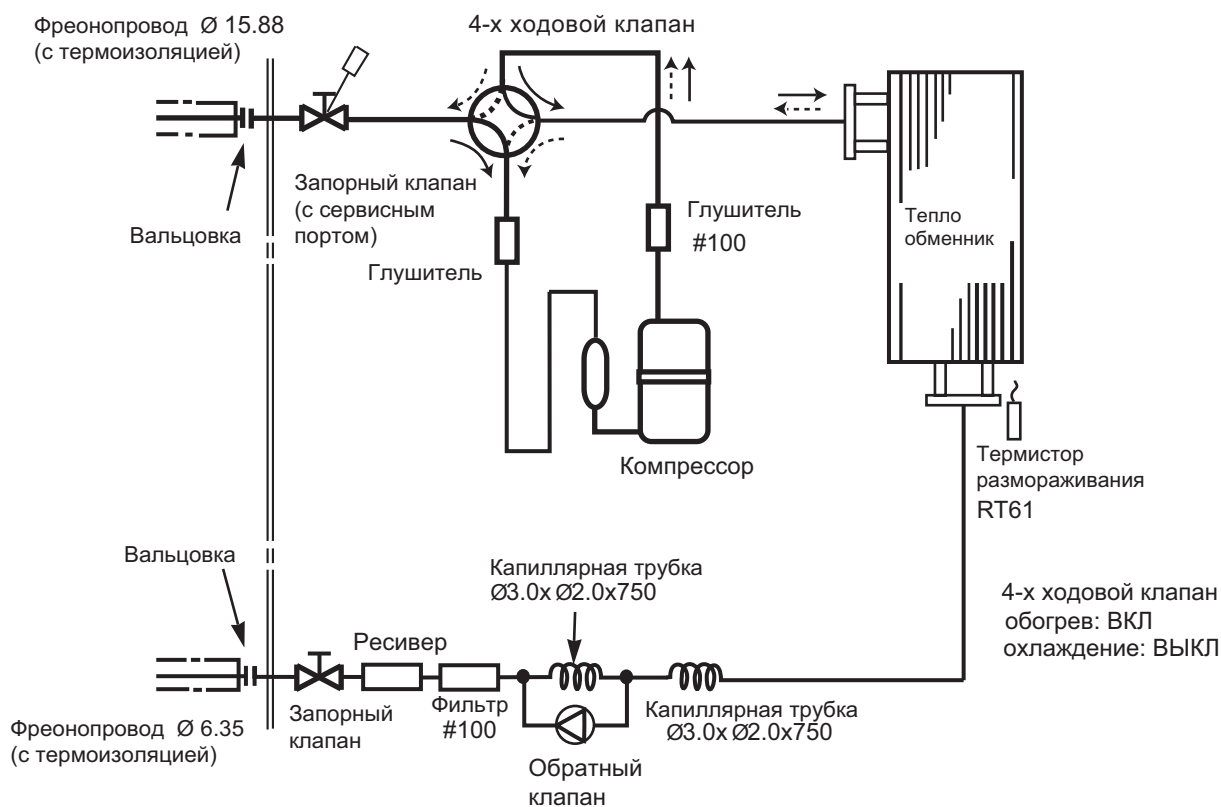 Фреонопровод Ø 15.88
(с термоизоляцией)
4-х ходовой клапан
Вальцовка
Запорный клапан
(с сервисным
портом)
Глушитель
Глушитель
#100
Тепло
обменник
Компрессор
Термистор
размораживания
RT61
Вальцовка
Капиллярная трубка
Ø3.0x Ø2.0x750
4-х ходовой клапан
обогрев: ВКЛ
охлаждение: ВЫКЛ
Ресивер
Фреонопровод Ø 6.35
(с термоизоляцией)
Запорный
клапан
Фильтр
#100
Капиллярная трубка
Ø3.0x Ø2.0x750
Обратный
клапан